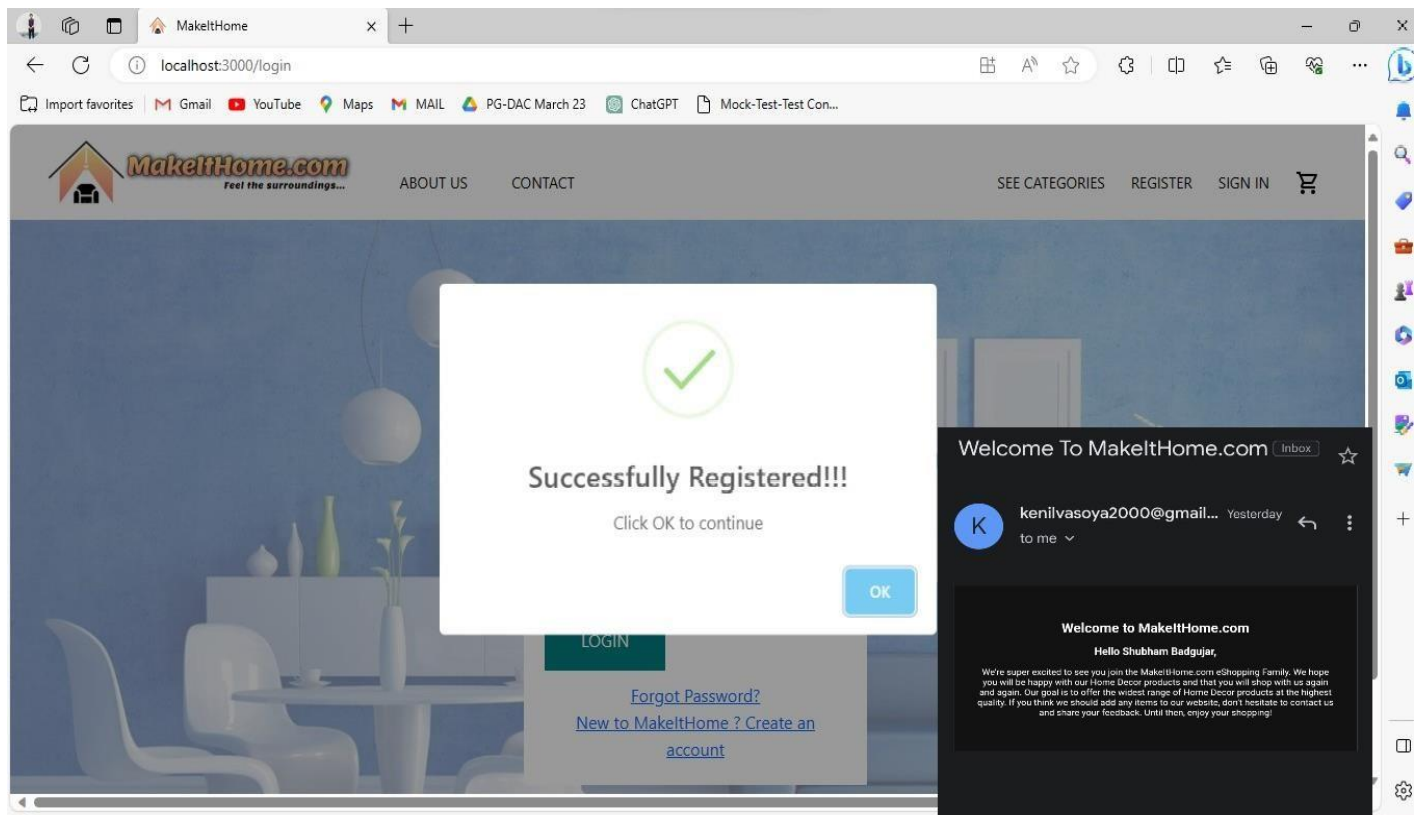 MakeItHome
localhost:3000/login
Import favorites Gmail YouTube Maps MAIL PG-DAC March 23 ChatGPT Mock-Test-Test Con...
MakeItHome.com
Feel the surroundings...
ABOUT US CONTACT SEE CATEGORIES REGISTER SIGN IN
Successfully Registered!!!
Click OK to continue
OK
LOGIN
Forgot Password?
New to MakeItHome ? Create an
account
Welcome To MakeItHome.com Inbox
K
kenilvasoya2000@gmail... Yesterday
to me
Welcome to MakeItHome.com
Hello Shubham Badgujar,
We're super excited to see you join the MakeItHome.com eShopping Family. We hope
you will be happy with our Home Decor products and that you will shop with us again
and again. Our goal is to offer the widest range of Home Decor products at the highest
quality. If you think we should add any items to our website, don't hesitate to contact us
and share your feedback. Until then, enjoy your shopping!